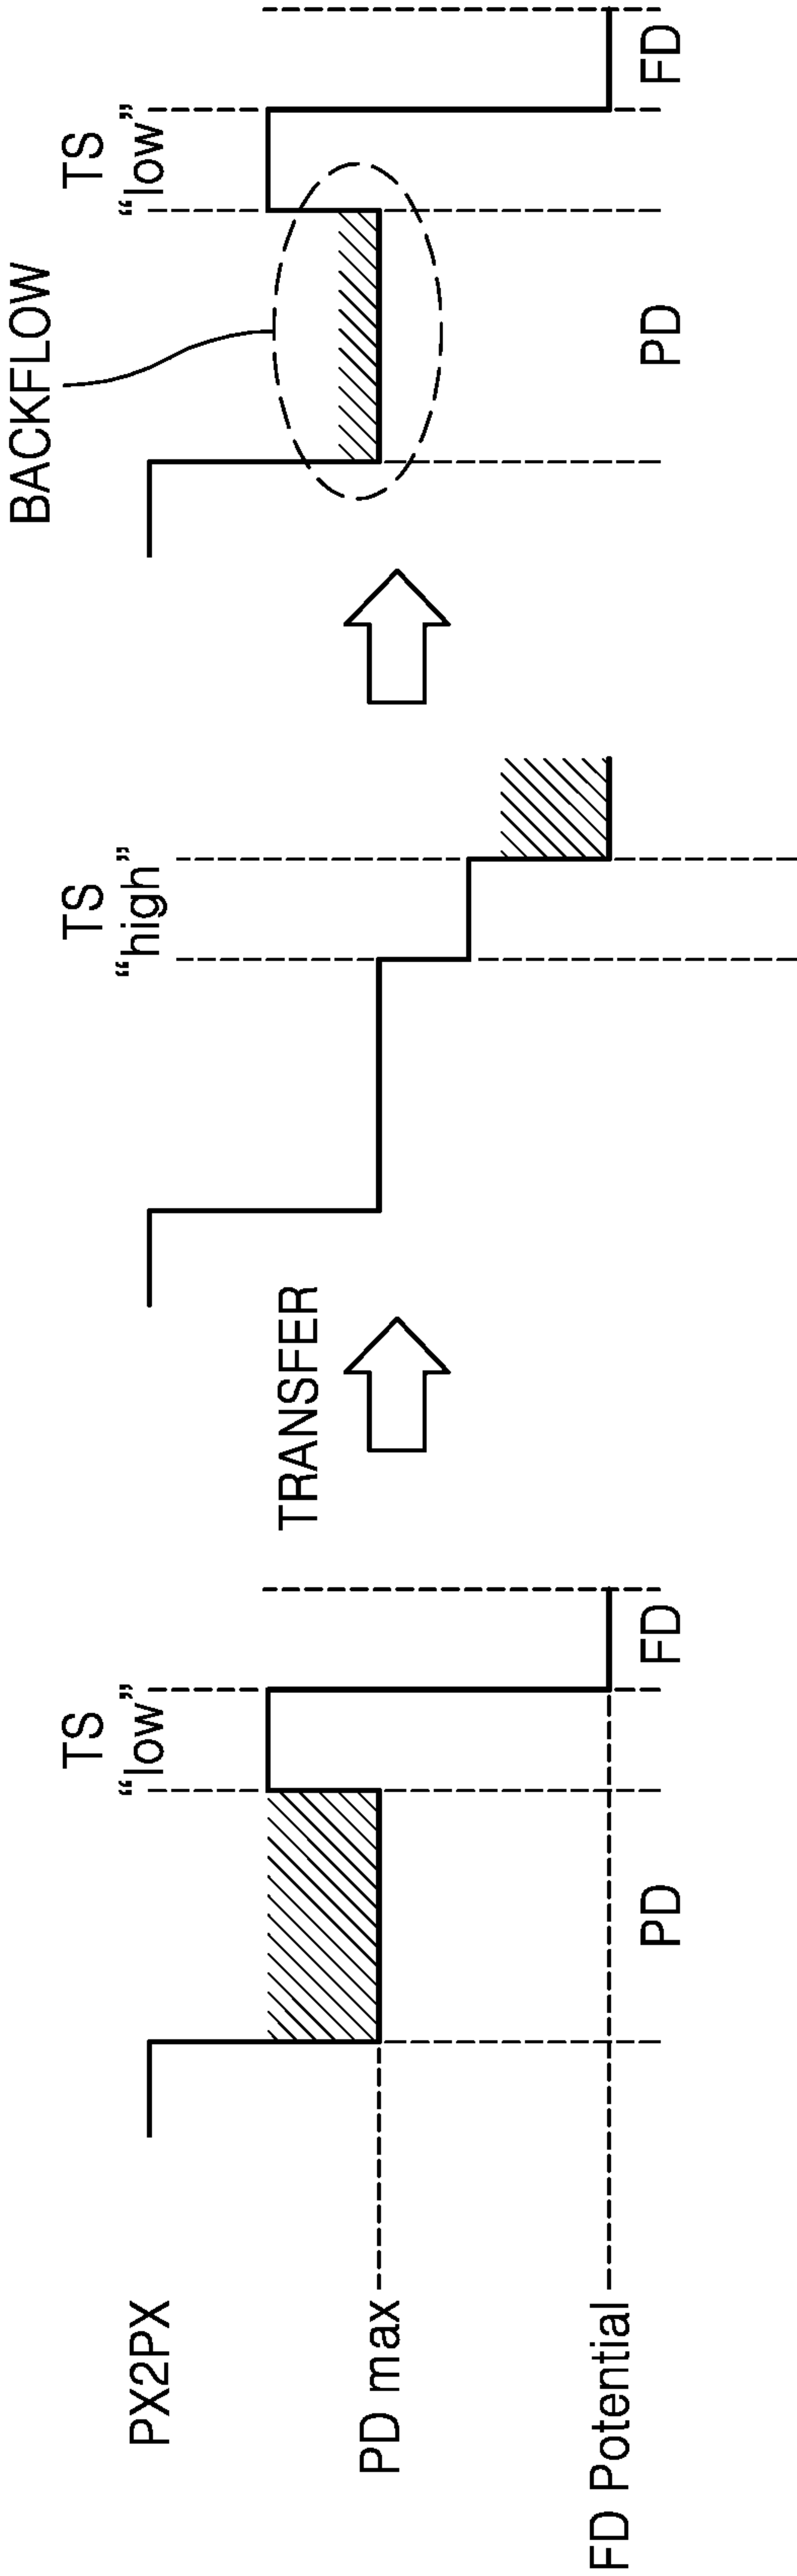 PX2PX
PD max
FD Potential
TS
“low”
PD
FD
TRANSFER
TS
“high”
BACKFLOW
TS
“low”
PD
FD